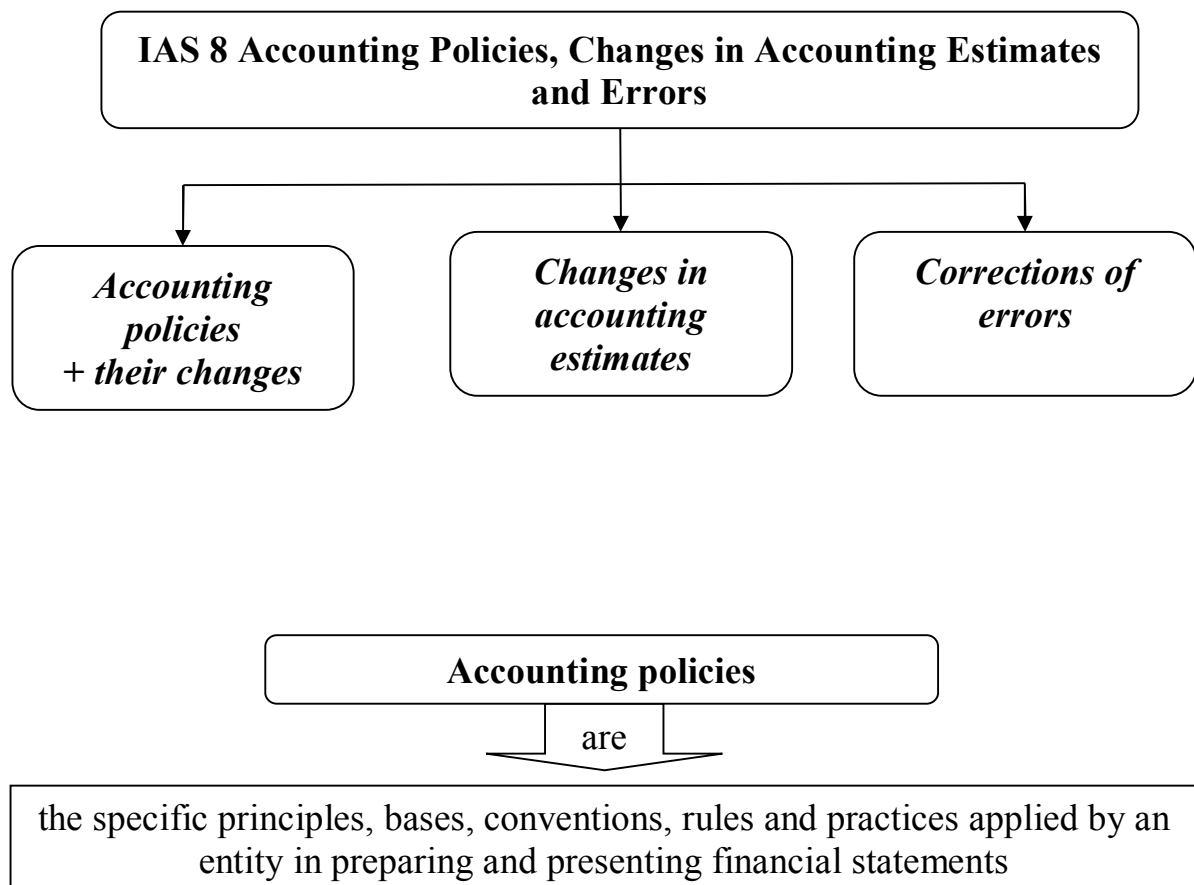 IAS 8 Accounting Policies, Changes in Accounting Estimates
and Errors
Accounting
policies
+ their changes
Changes in
accounting
estimates
Corrections of
errors
Accounting policies
are
the specific principles, bases, conventions, rules and practices applied by an
entity in preparing and presenting financial statements